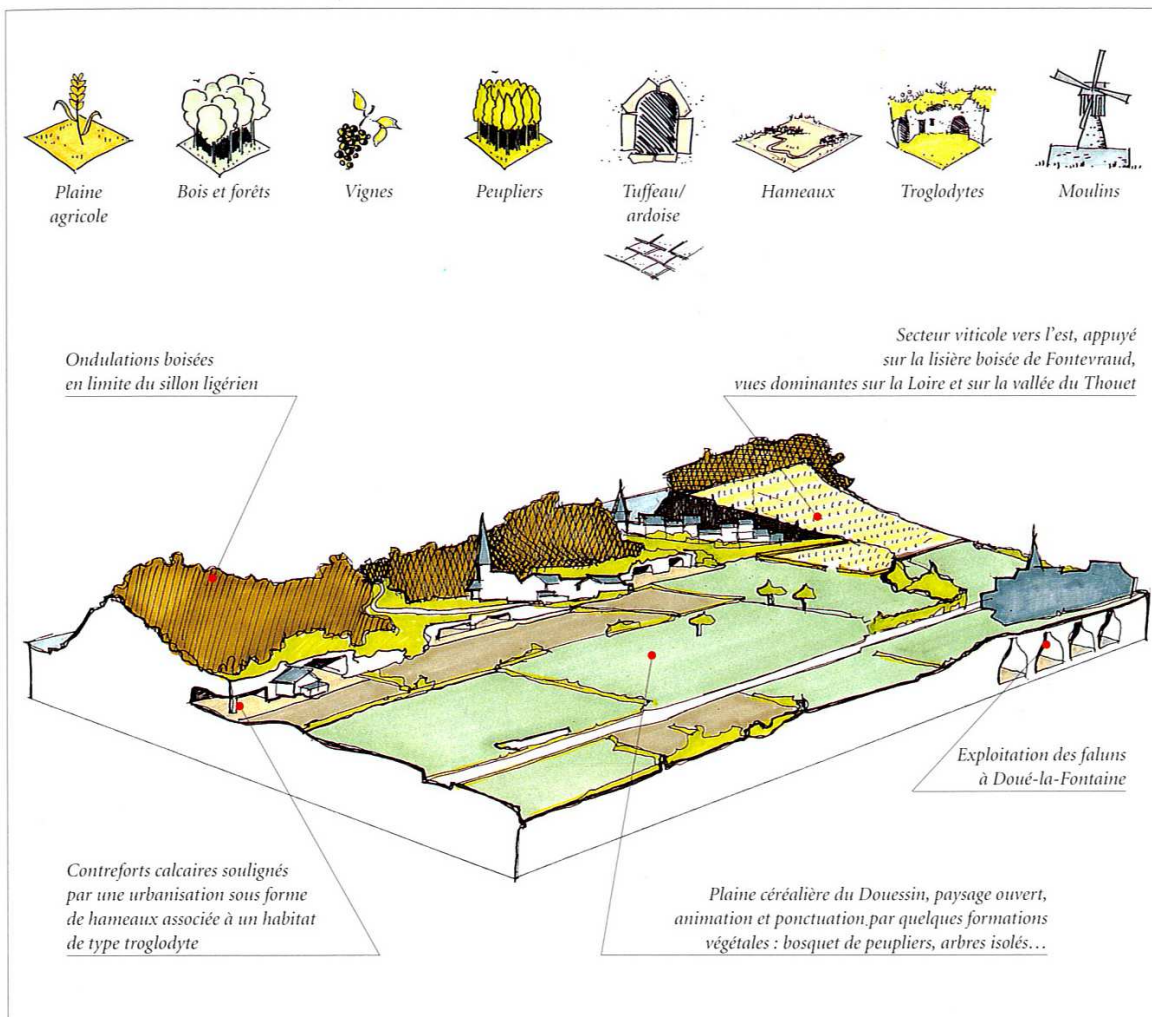 Plaine
agricole
Bois et forêts
Vignes
Peupliers
Tuffeau/
ardoise
Hameaux
Troglodytes
Moulins
Ondulations boisées
en limite du sillon ligérien
Secteur viticole vers l'est, appuyé
sur la lisière boisée de Fontevraud,
vues dominantes sur la Loire et sur la vallée du Thouet
Exploitation des faluns
à Doué-la-Fontaine
Contreforts calcaires soulignés
par une urbanisation sous forme
de hameaux associée à un habitat
de type troglodyte
Plaine céréalière du Douessin, paysage ouvert,
animation et ponctuation par quelques formations
végétales : bosquet de peupliers, arbres isolés…